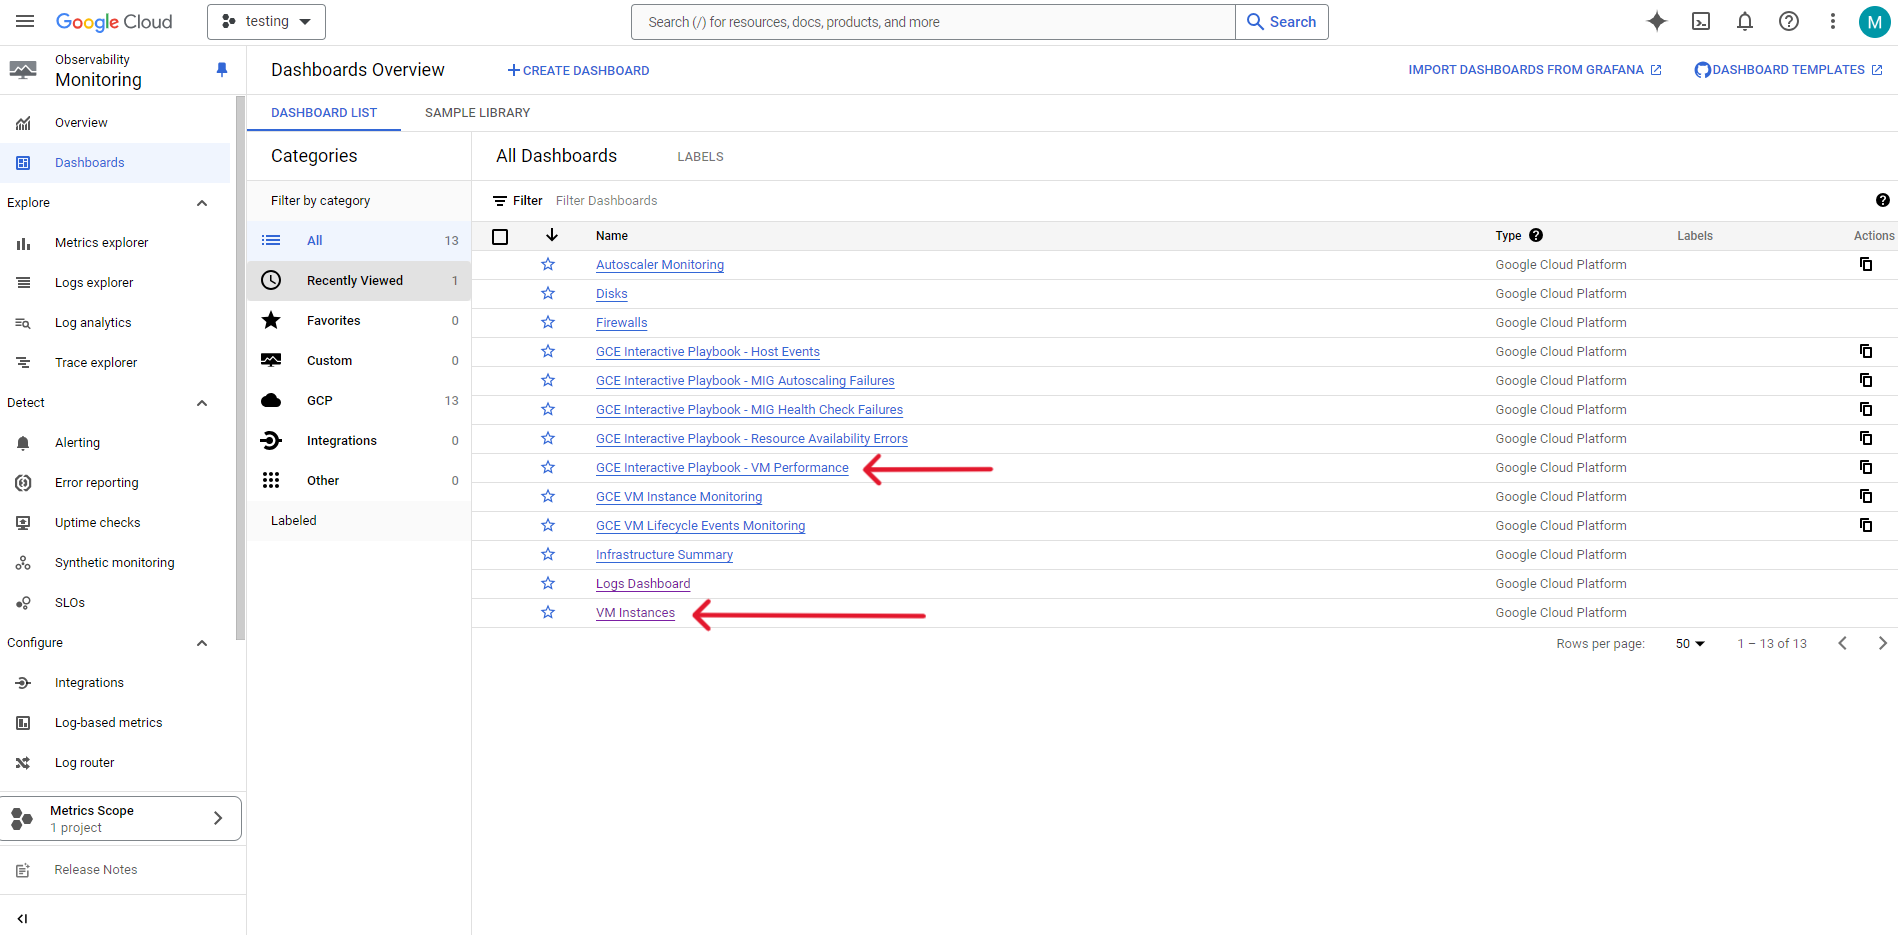 Google Cloud
testing
Search (/) for resources, docs, products, and more
Search
M
Observability
Monitoring
Dashboards Overview
CREATE DASHBOARD
IMPORT DASHBOARDS FROM GRAFANA
DASHBOARD TEMPLATES
Overview
Dashboards
Explore
Metrics explorer
Logs explorer
Log analytics
Trace explorer
Detect
Alerting
Error reporting
Uptime checks
Synthetic monitoring
SLOs
Configure
Integrations
Log-based metrics
Log router
Metrics Scope
1 project
Release Notes
DASHBOARD LIST
SAMPLE LIBRARY
Categories
Filter by category
All 13
Recently Viewed 1
Favorites 0
Custom 0
GCP 13
Integrations 0
Other 0
Labeled
All Dashboards
LABELS
Filter Filter Dashboards
Name Type Labels Actions
Autoscaler Monitoring Google Cloud Platform
Disks Google Cloud Platform
Firewalls Google Cloud Platform
GCE Interactive Playbook - Host Events Google Cloud Platform
GCE Interactive Playbook - MIG Autoscaling Failures Google Cloud Platform
GCE Interactive Playbook - MIG Health Check Failures Google Cloud Platform
GCE Interactive Playbook - Resource Availability Errors Google Cloud Platform
GCE Interactive Playbook - VM Performance Google Cloud Platform
GCE VM Instance Monitoring Google Cloud Platform
GCE VM Lifecycle Events Monitoring Google Cloud Platform
Infrastructure Summary Google Cloud Platform
Logs Dashboard Google Cloud Platform
VM Instances Google Cloud Platform
Rows per page: 50 1 – 13 of 13